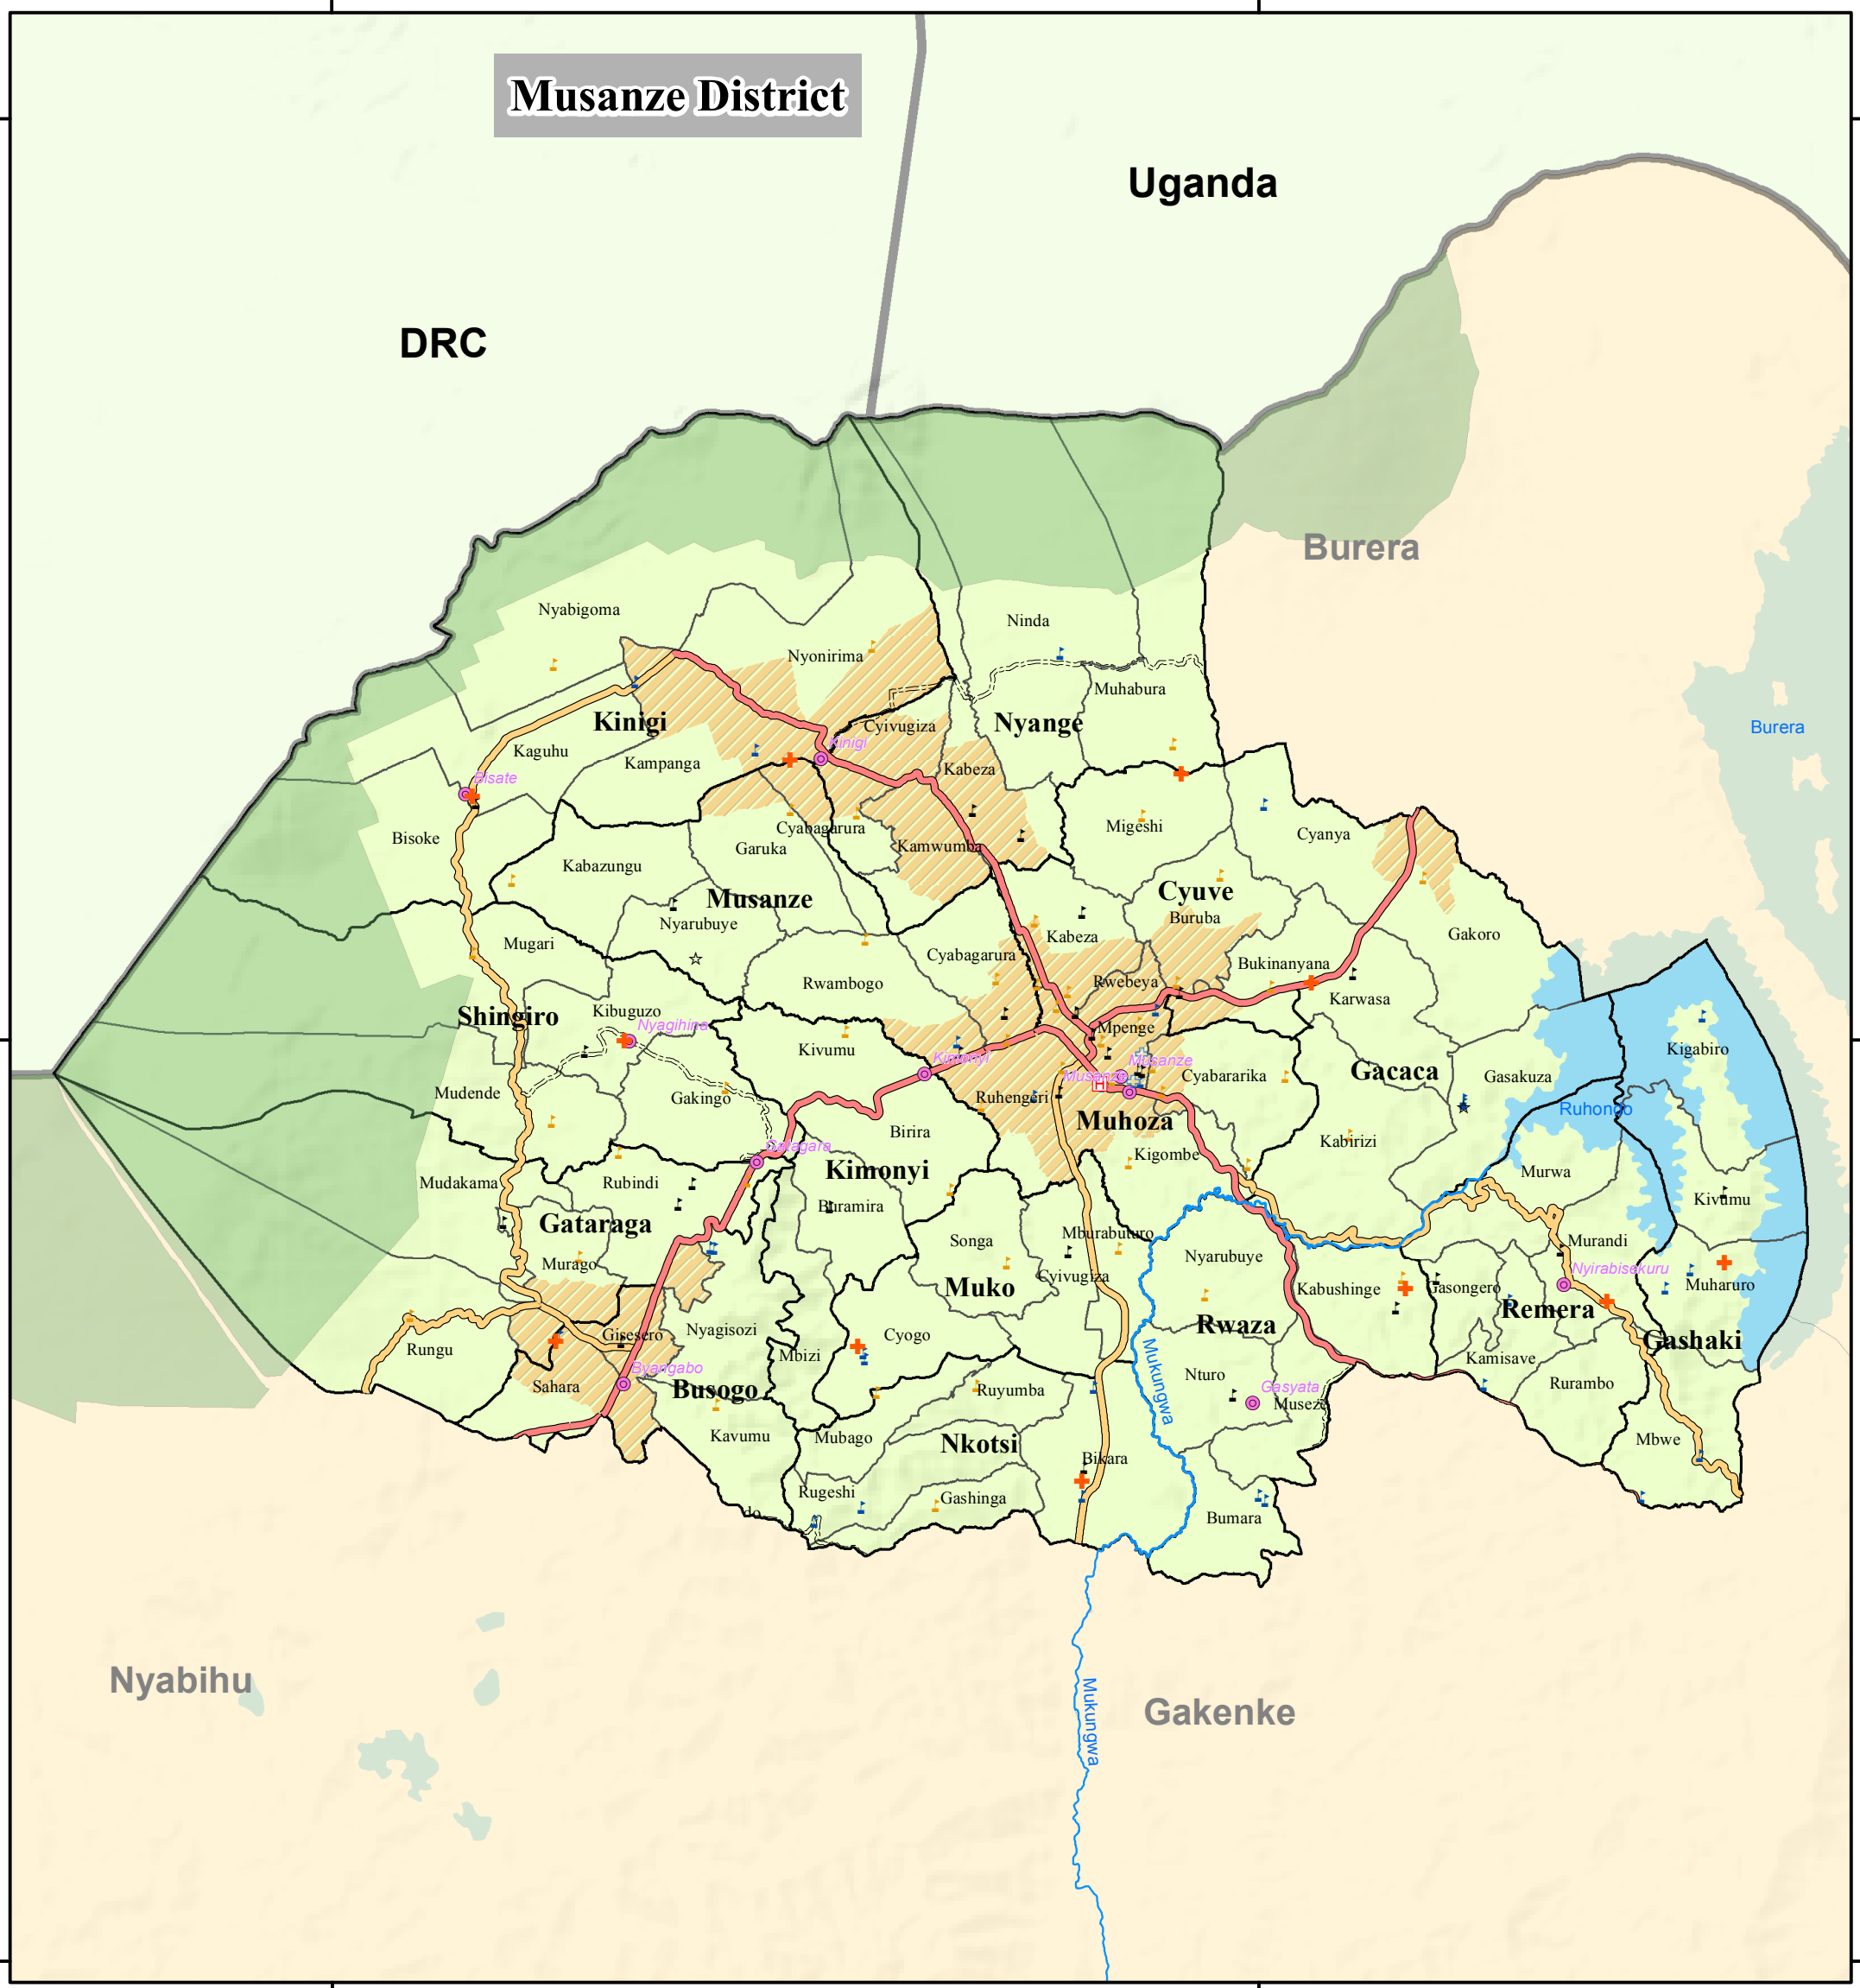 Musanze District
Uganda
DRC
Burera
Nyabigoma
Ninda
Nyonirima
Muhabura
Kinigi
Nyange
Cyivugiza
Burera
Kinigi
Kaguhu
Kampanga
Kabeza
Bisate
Cyabagarura
Migeshi
Cyanya
Bisoke
Garuka
Kamwumba
Kabazungu
Musanze
Cyuve
Nyarubuye
Buruba
Mugari
Cyabagarura
Kabeza
Gakoro
Bukinanyana
Rwambogo
Rwebeya
Karwasa
Shingiro
Kibuguzo
Nyagihina
Mpenge
Kivumu
Kimonyi
Musanze
Kigabiro
Musanze
Cyabararika
Gacaca
Gasakuza
Mudende
Gakingo
Ruhengeri
Muhoza
Ruhondo
Birira
Kabirizi
Gataraga
Kimonyi
Kigombe
Murwa
Mudakama
Rubindi
Kivumu
Gataraga
Buramira
Mburabuturo
Songa
Nyarubuye
Murandi
Murago
Cyivugiza
Nyirabisekuru
Muko
Kabushinge
Gasongero
Muharuro
Remera
Rwaza
Gisesero
Nyagisozi
Cyogo
Gashaki
Rungu
Mbizi
Kamisave
Byangabo
Mukungwa
Nturo
Sahara
Busogo
Ruyumba
Gasyata
Rurambo
Museze
Kavumu
Mubago
Nkotsi
Mbwe
Bikara
Rugeshi
Gashinga
do
Bumara
Nyabihu
Gakenke
Mukungwa